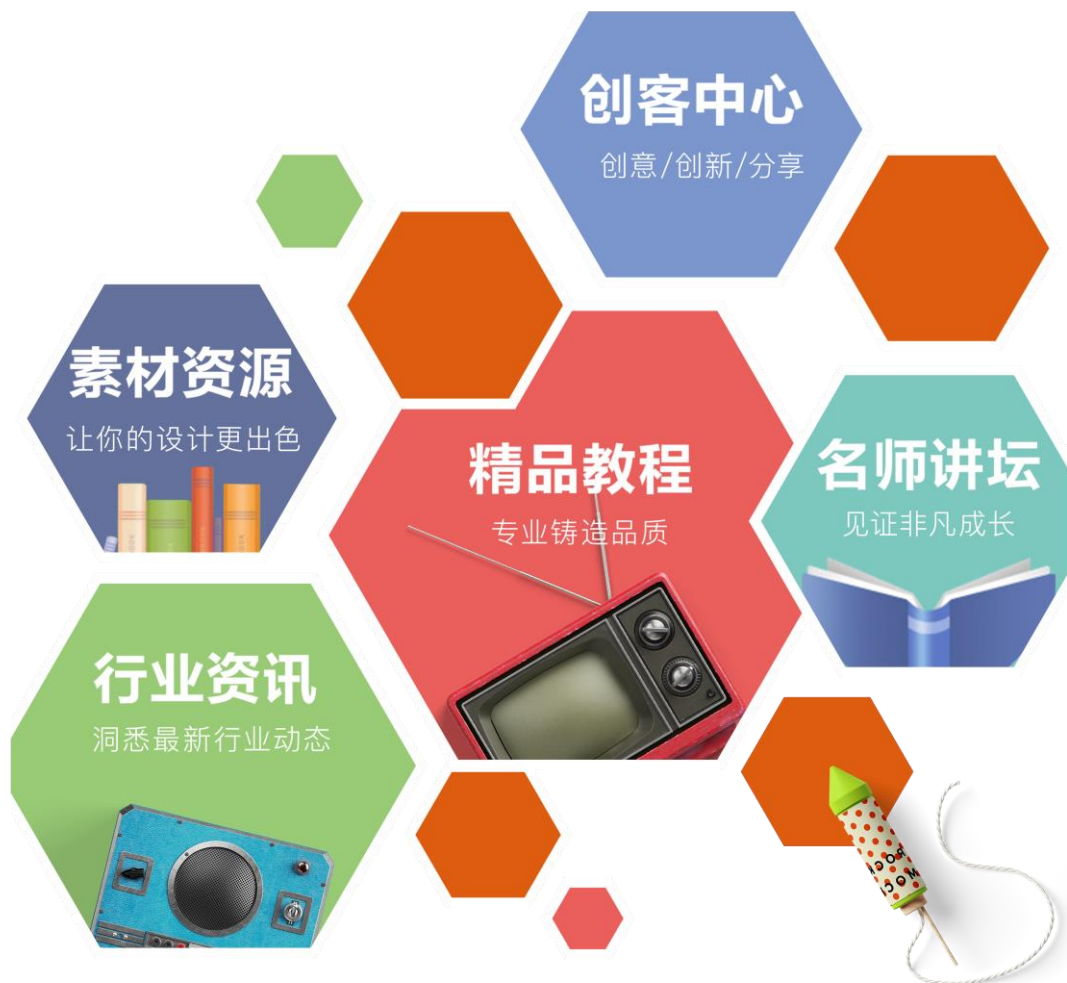 创客中心
创意/创新/分享
素材资源
让你的设计更出色
精品教程
专业铸造品质
名师讲坛
见证非凡成长
行业资讯
洞悉最新行业动态